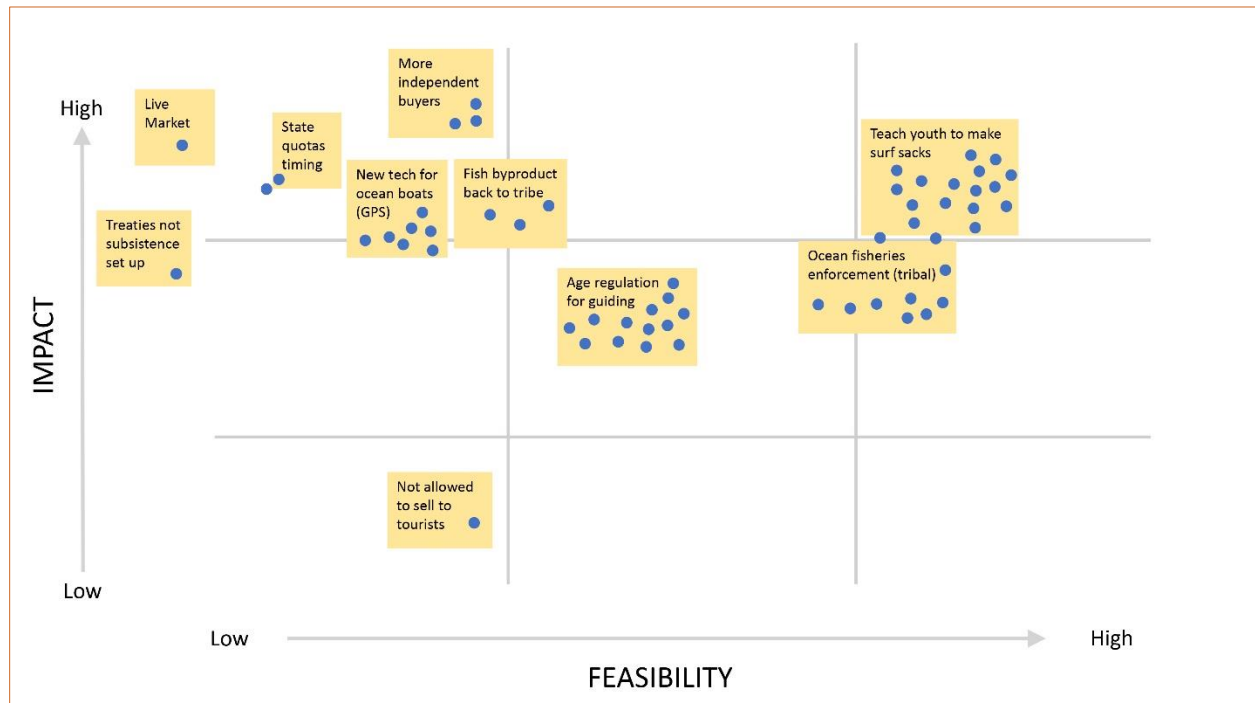 High
Live
Market
State
quotas
timing
More
independent
buyers
New tech for
ocean boats
(GPS)
Fish byproduct
back to tribe
Teach youth to make
surf sacks
Treaties not
subsistence
set up
Age regulation
for guiding
Ocean fisheries
enforcement (tribal)
IMPACT
Not allowed
to sell to
tourists
Low
Low
High
FEASIBILITY